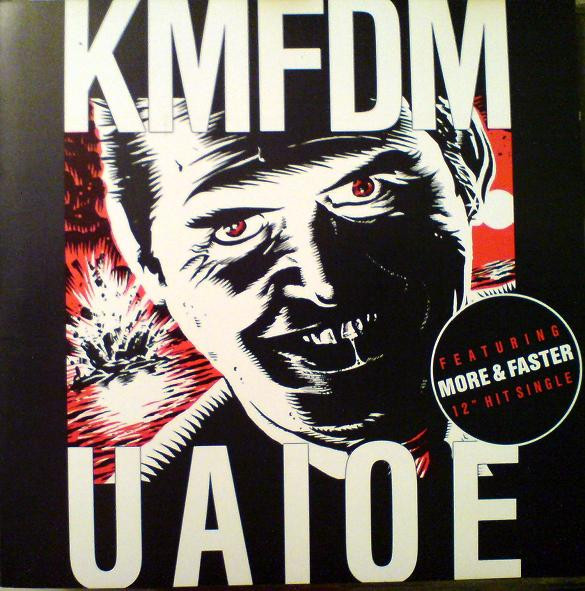 KMFDM
FEATURING
MORE & FASTER
12" HIT SINGLE
UAIOE